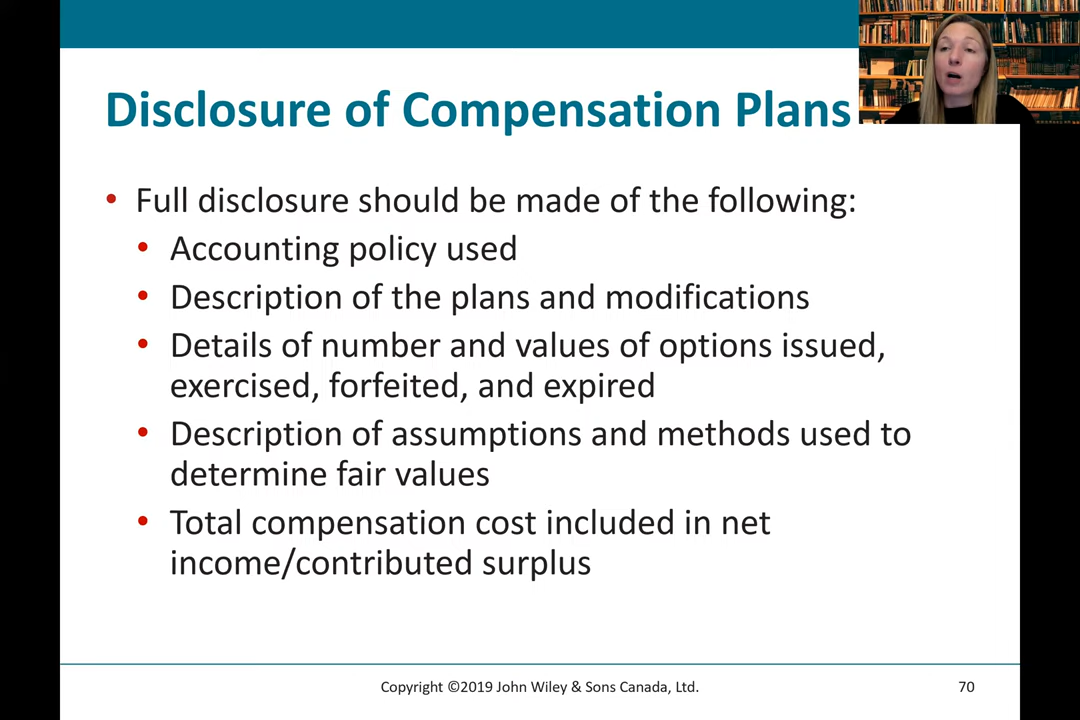 Disclosure of Compensation Plans
• Full disclosure should be made of the following:
• Accounting policy used
• Description of the plans and modifications
• Details of number and values of options issued,
exercised, forfeited, and expired
• Description of assumptions and methods used to
determine fair values
• Total compensation cost included in net
income/contributed surplus
Copyright ©2019 John Wiley & Sons Canada, Ltd.
70